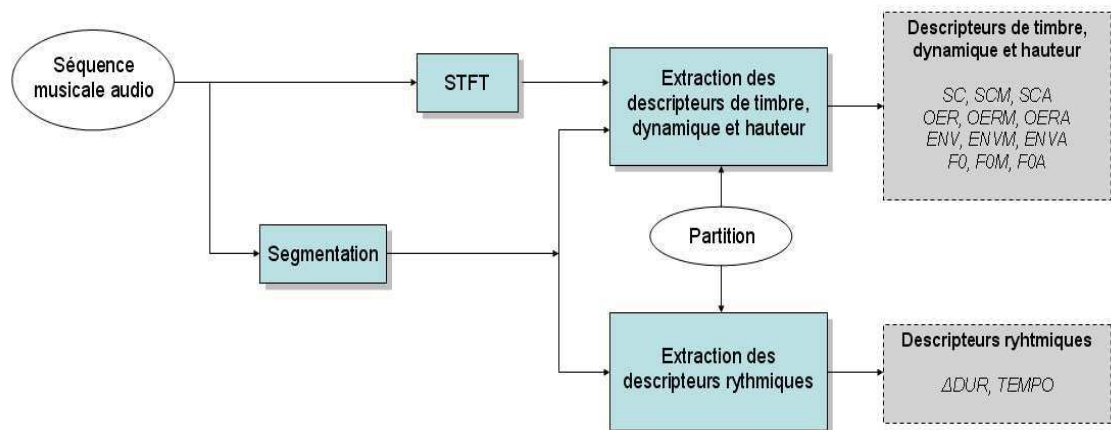 Séquence
musicale audio
STFT
Extraction des
descripteurs de timbre,
dynamique et hauteur
Descripteurs de timbre,
dynamique et hauteur
SC, SCM, SCA
OER, OERM, OERA
ENV, ENVM, ENVA
F0, F0M, F0A
Segmentation
Partition
Extraction des
descripteurs rythmiques
Descripteurs ryhtmiques
ΔDUR, TEMPO